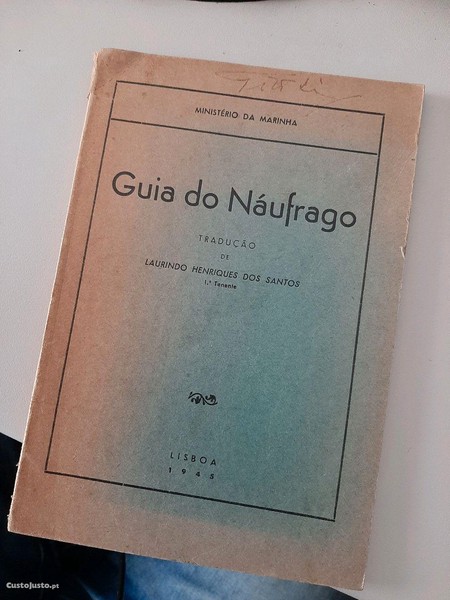 MINISTÉRIO DA MARINHA
Guia do Náufrago
TRADUÇÃO
DE
LAURINDO HENRIQUES DOS SANTOS
1.º Tenente
LISBOA
1945
CustoJusto.pt